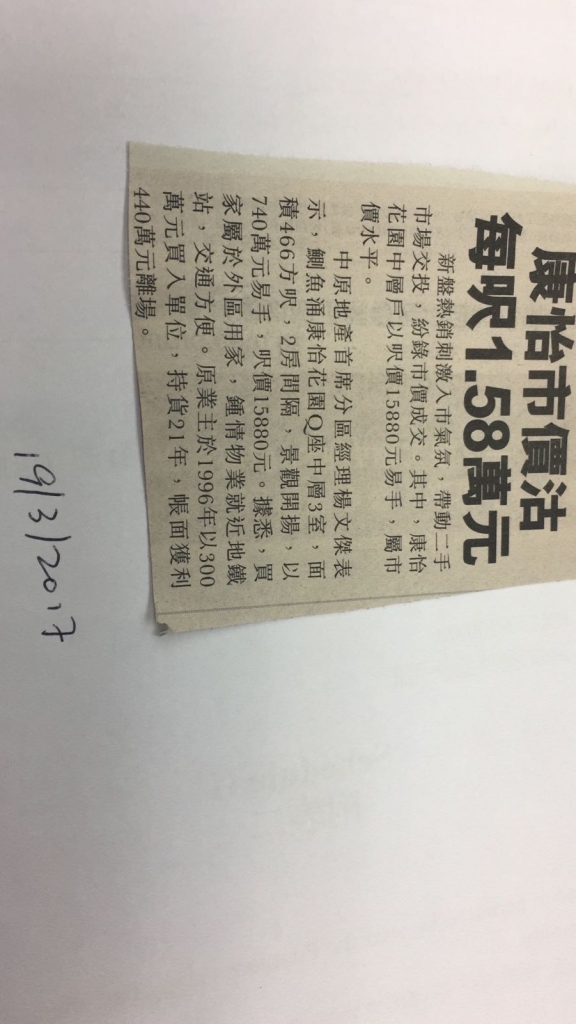 康怡市價沽
每呎1.58萬元
新盤熱銷刺激入市氣氛，帶動二手
市場交投，紛錄市價成交。其中，康怡
花園中層戶以呎價15880元易手，屬市
價水平。
中原地產首席分區經理楊文傑表
示，鰂魚涌康怡花園Q座中層3室，面
積466方呎，2房間隔，景觀開揚，以
740萬元易手，呎價15880元。據悉，買
家屬於外區用家，鍾情物業就近地鐵
站，交通方便。原業主於1996年以300
萬元買入單位，持貨21年，帳面獲利
440萬元離場。
19/3/2017